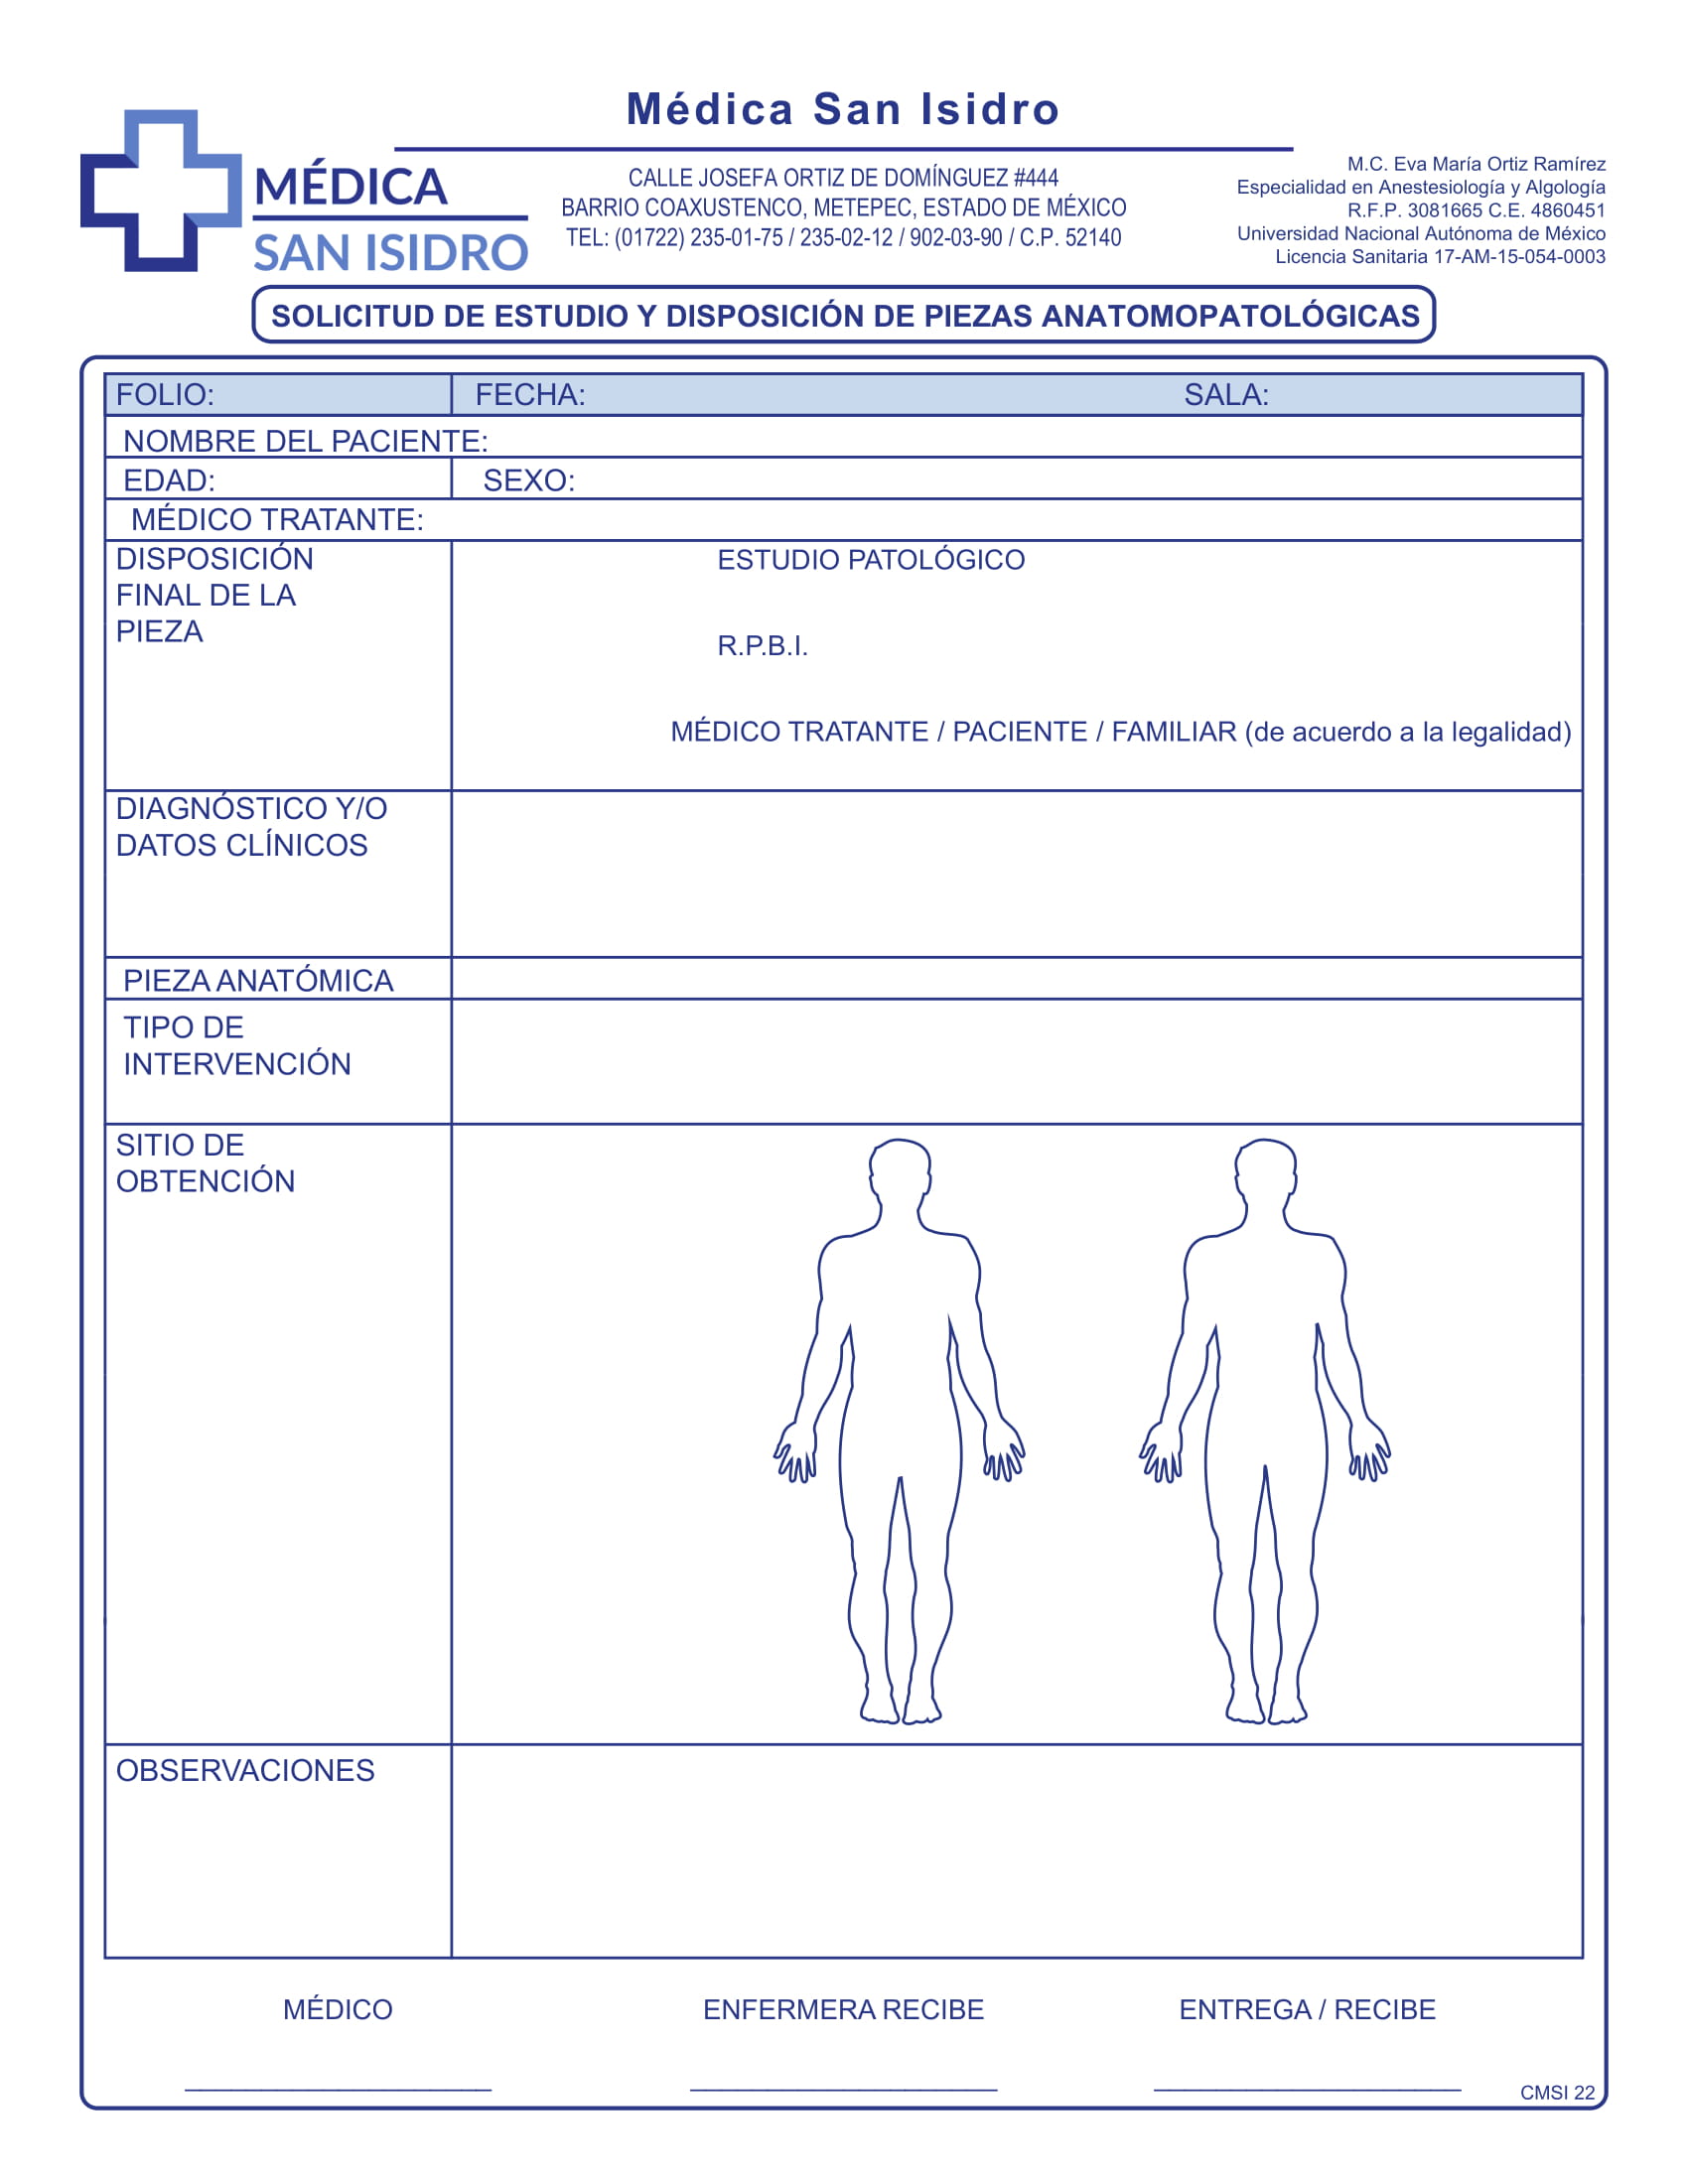 Médica San Isidro
MÉDICA
SAN ISIDRO
CALLE JOSEFA ORTIZ DE DOMÍNGUEZ #444
BARRIO COAXUSTENCO, METEPEC, ESTADO DE MÉXICO
TEL: (01722) 235-01-75 / 235-02-12 / 902-03-90 / C.P. 52140
M.C. Eva María Ortiz Ramírez
Especialidad en Anestesiología y Algología
R.F.P. 3081665 C.E. 4860451
Universidad Nacional Autónoma de México
Licencia Sanitaria 17-AM-15-054-0003
SOLICITUD DE ESTUDIO Y DISPOSICIÓN DE PIEZAS ANATOMOPATOLÓGICAS
FOLIO: FECHA: SALA:
NOMBRE DEL PACIENTE:
EDAD: SEXO:
MÉDICO TRATANTE:
DISPOSICIÓN
FINAL DE LA
PIEZA
ESTUDIO PATOLÓGICO
R.P.B.I.
MÉDICO TRATANTE / PACIENTE / FAMILIAR (de acuerdo a la legalidad)
DIAGNÓSTICO Y/O
DATOS CLÍNICOS
PIEZA ANATÓMICA
TIPO DE
INTERVENCIÓN
SITIO DE
OBTENCIÓN
OBSERVACIONES
MÉDICO ENFERMERA RECIBE ENTREGA / RECIBE
CMSI 22